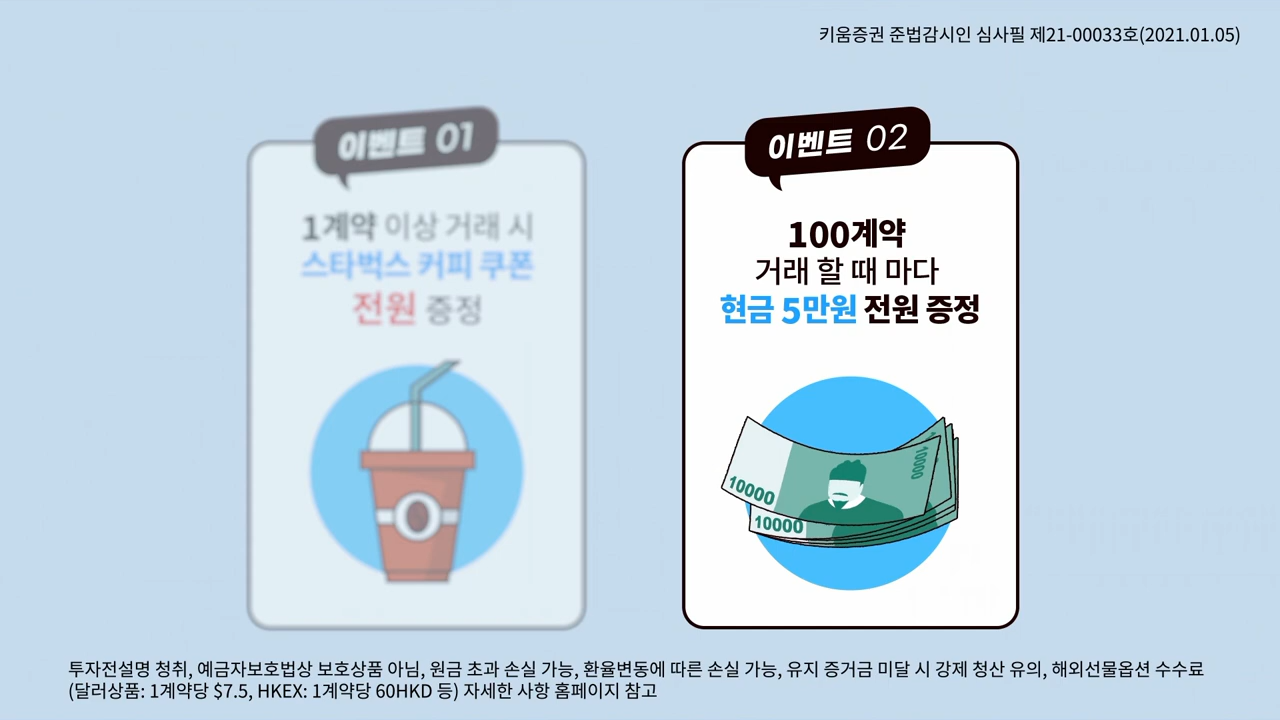 키움증권 준법감시인 심사필 제21-00033호(2021.01.05)
이벤트 01
1계약 이상 거래 시
스타벅스 커피 쿠폰
전원 증정
이벤트 02
100계약
거래 할 때 마다
현금 5만원 전원 증정
10000
10000
10000
투자전설명 청취, 예금자보호법상 보호상품 아님, 원금 초과 손실 가능, 환율변동에 따른 손실 가능, 유지 증거금 미달 시 강제 청산 유의, 해외선물옵션 수수료
(달러상품: 1계약당 $7.5, HKEX: 1계약당 60HKD 등) 자세한 사항 홈페이지 참고